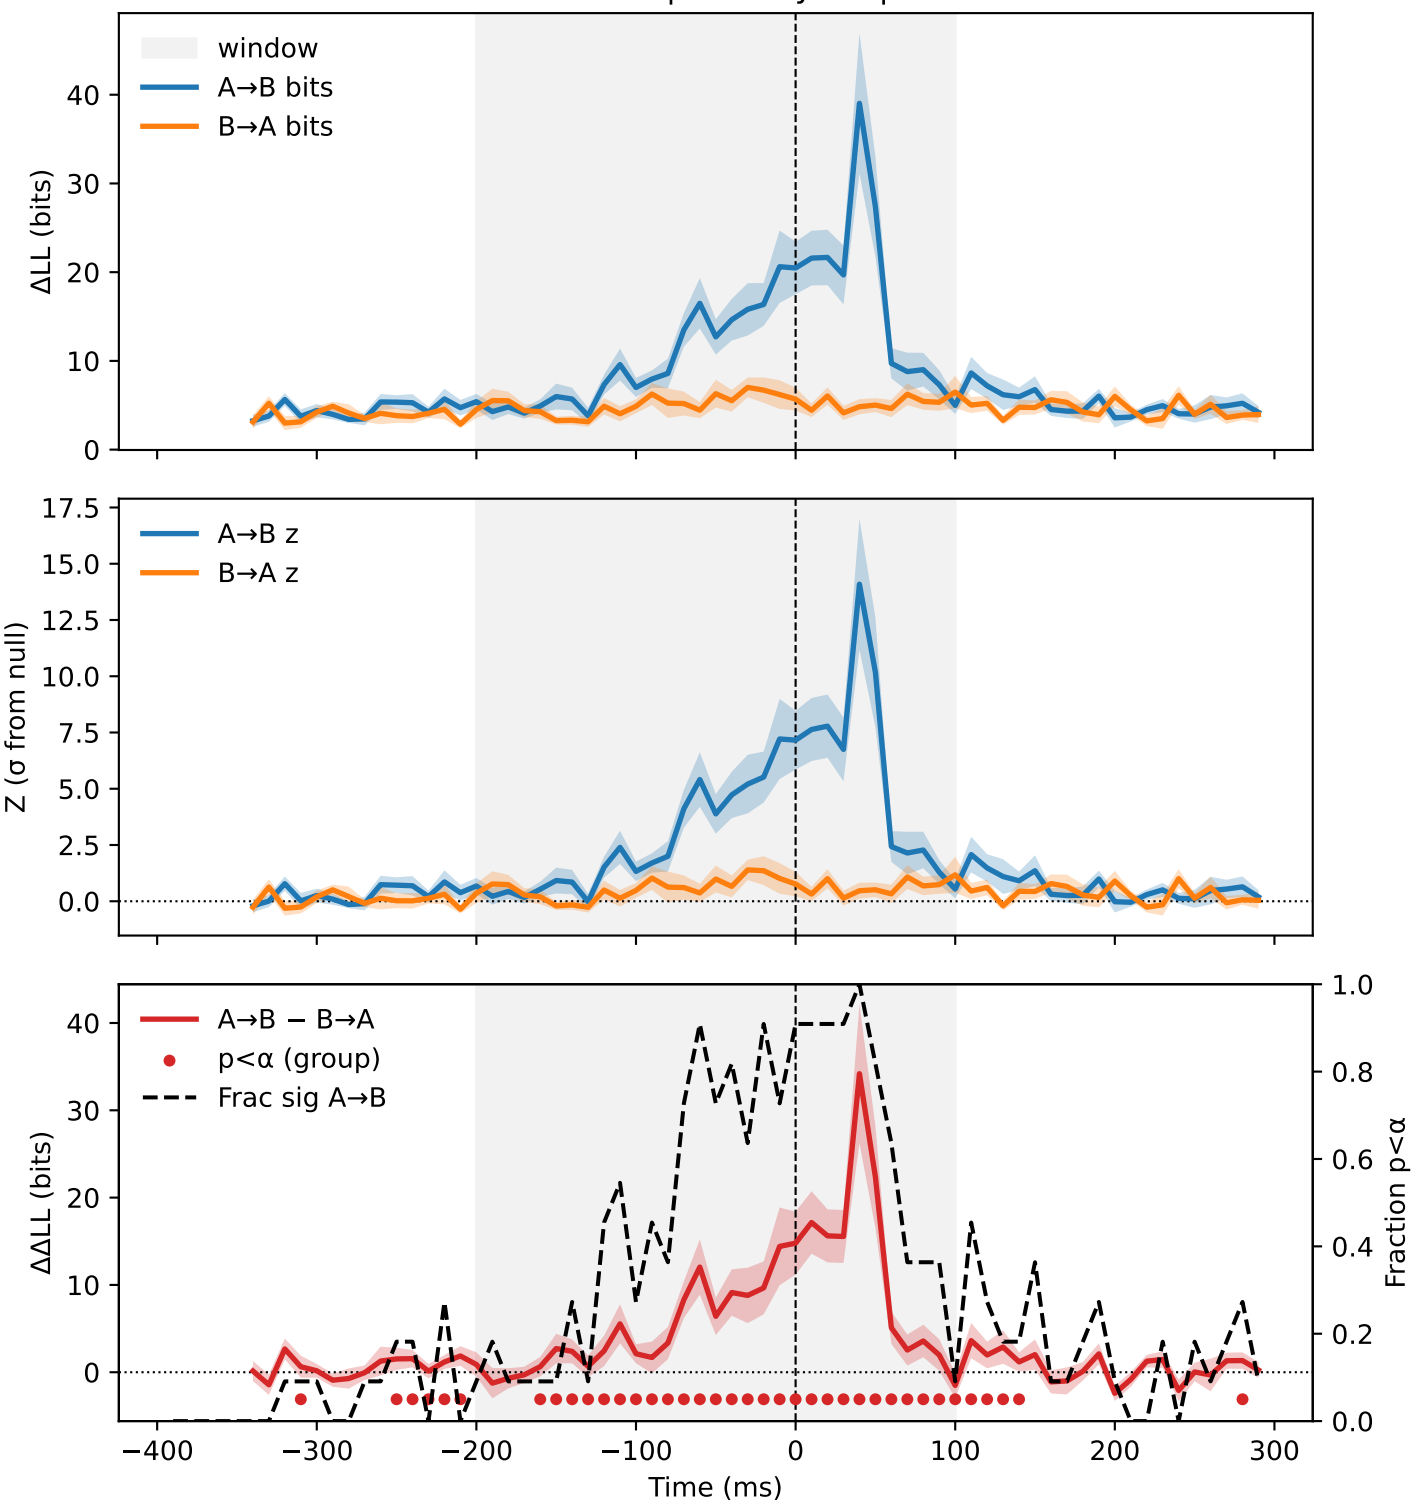 window
A→B bits
B→A bits
ΔLL (bits)
40
30
20
10
0
A→B z
B→A z
Z (σ from null)
17.5
15.0
12.5
10.0
7.5
5.0
2.5
0.0
A→B − B→A
p<α (group)
Frac sig A→B
ΔΔLL (bits)
40
30
20
10
0
1.0
0.8
0.6
0.4
0.2
0.0
Fraction p<α
−400 −300 −200 −100 0 100 200 300
Time (ms)